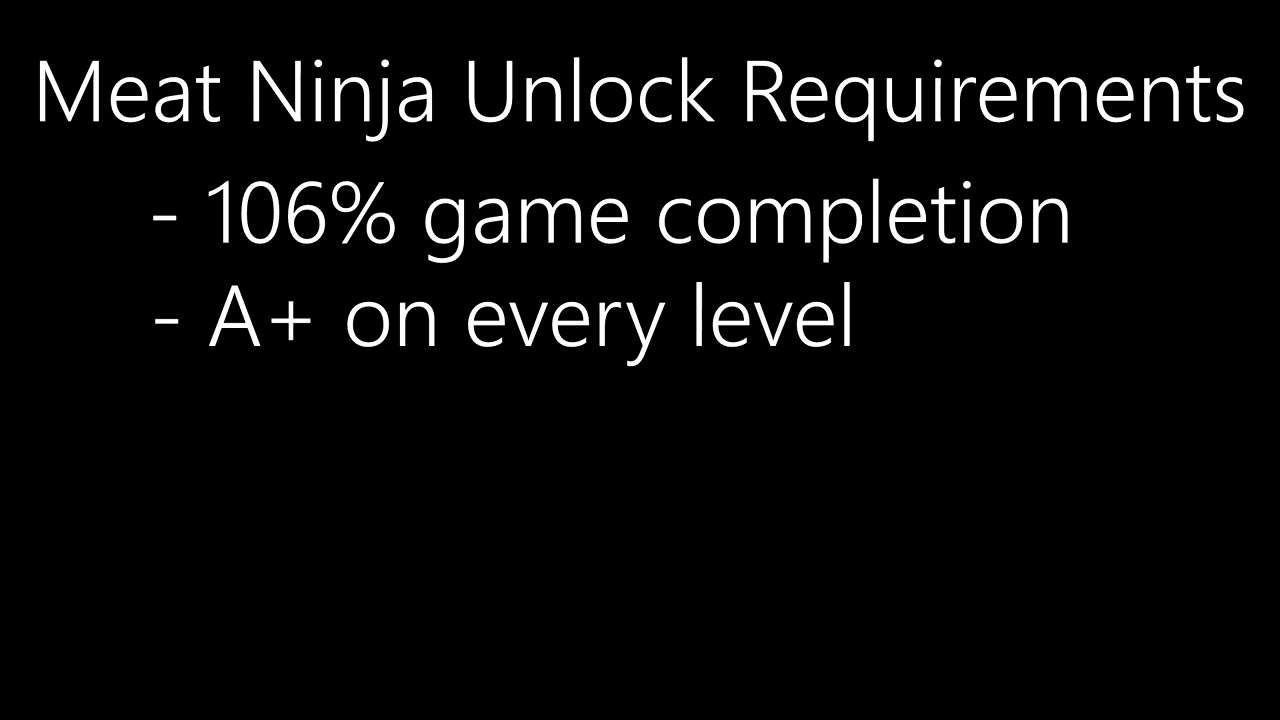 Meat Ninja Unlock Requirements
- 106% game completion
- A+ on every level